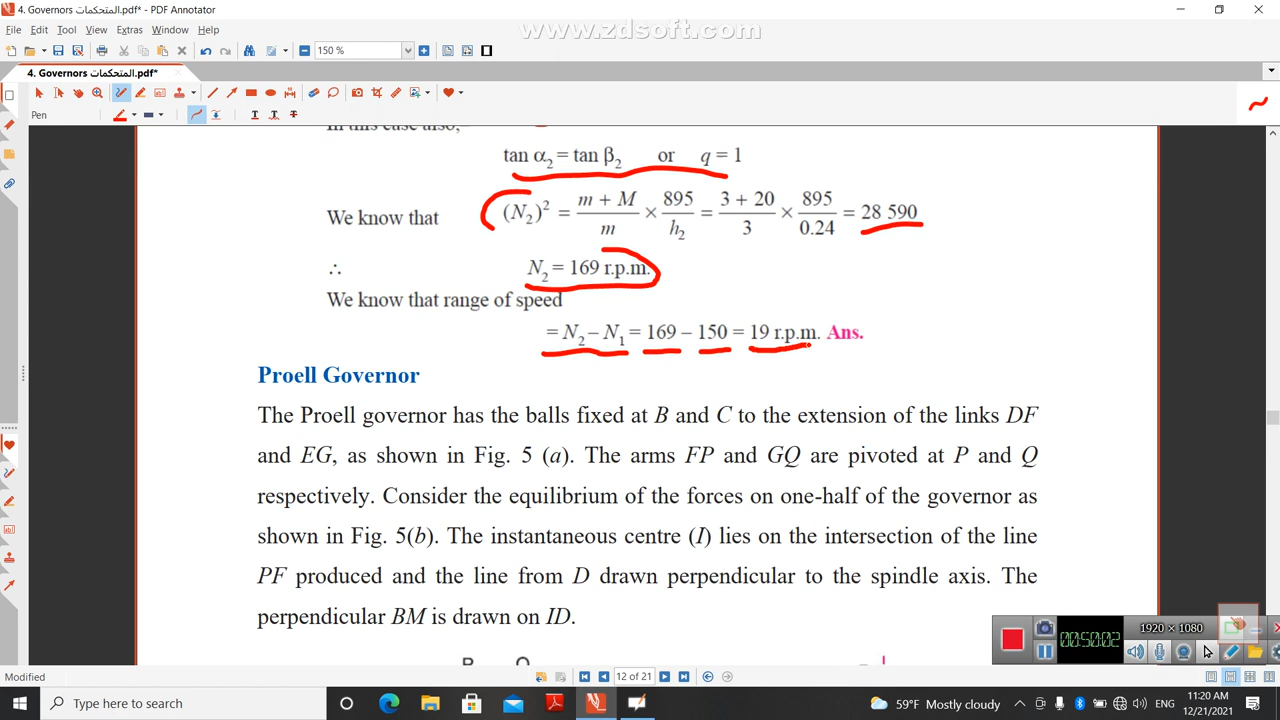 4. Governors المتحكمات.pdf* - PDF Annotator
www.zdsoft.com
File Edit Tool View Extras Window Help
150 %
4. Governors المتحكمات.pdf*
Pen
In this case also,
tan α₂ = tan β₂ or q = 1
We know that (N₂)² = (m + M)/m × 895/h₂ = (3 + 20)/3 × 895/0.24 = 28 590
∴ N₂ = 169 r.p.m.
We know that range of speed
= N₂ – N₁ = 169 – 150 = 19 r.p.m. Ans.
Proell Governor
The Proell governor has the balls fixed at B and C to the extension of the links DF
and EG, as shown in Fig. 5 (a). The arms FP and GQ are pivoted at P and Q
respectively. Consider the equilibrium of the forces on one-half of the governor as
shown in Fig. 5(b). The instantaneous centre (I) lies on the intersection of the line
PF produced and the line from D drawn perpendicular to the spindle axis. The
perpendicular BM is drawn on ID.
1920 × 1080
00:50:02
Modified
12 of 21
Type here to search
59°F Mostly cloudy
ENG
11:20 AM
12/21/2021